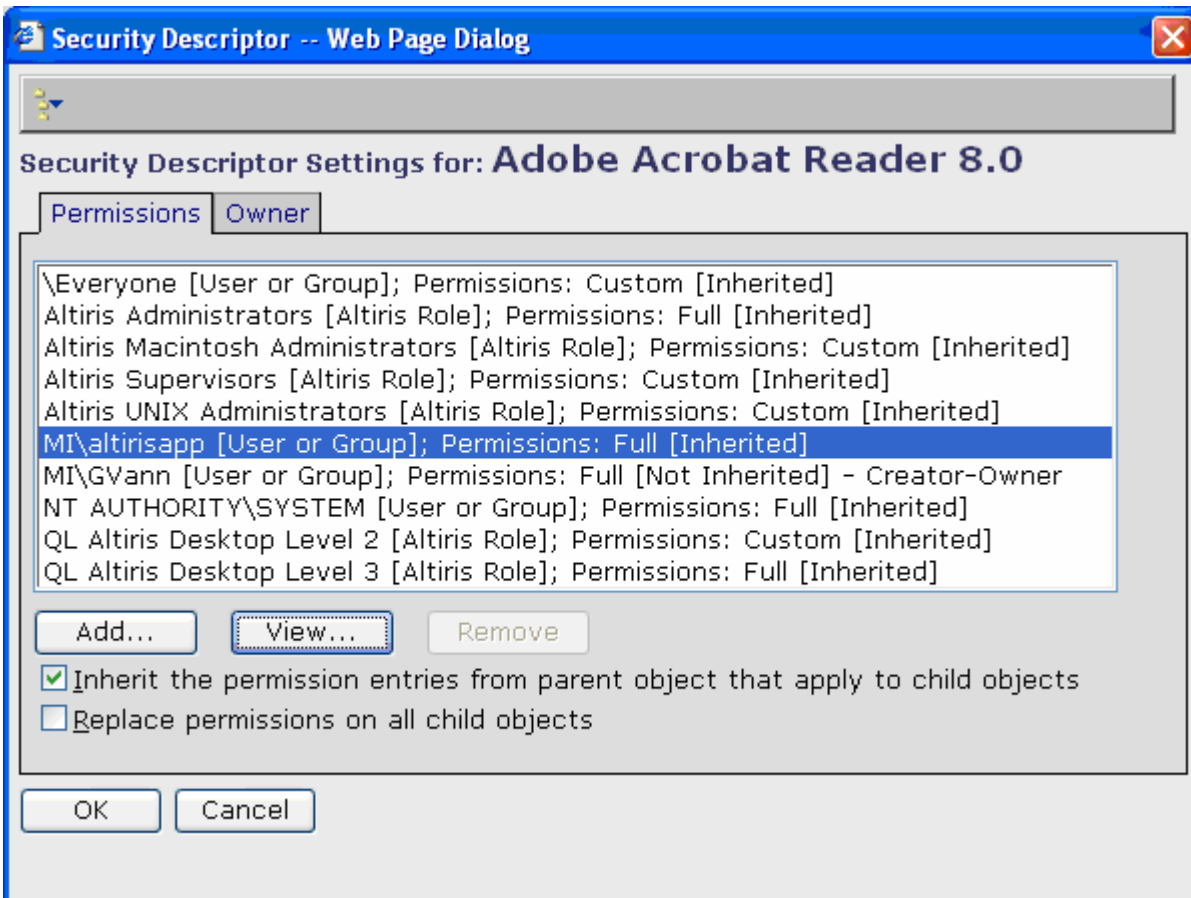 Security Descriptor -- Web Page Dialog
Security Descriptor Settings for: Adobe Acrobat Reader 8.0
Permissions Owner
\Everyone [User or Group]; Permissions: Custom [Inherited]
Altiris Administrators [Altiris Role]; Permissions: Full [Inherited]
Altiris Macintosh Administrators [Altiris Role]; Permissions: Custom [Inherited]
Altiris Supervisors [Altiris Role]; Permissions: Custom [Inherited]
Altiris UNIX Administrators [Altiris Role]; Permissions: Custom [Inherited]
MI\altirisapp [User or Group]; Permissions: Full [Inherited]
MI\GVann [User or Group]; Permissions: Full [Not Inherited] - Creator-Owner
NT AUTHORITY\SYSTEM [User or Group]; Permissions: Full [Inherited]
QL Altiris Desktop Level 2 [Altiris Role]; Permissions: Custom [Inherited]
QL Altiris Desktop Level 3 [Altiris Role]; Permissions: Full [Inherited]
Add... View... Remove
Inherit the permission entries from parent object that apply to child objects
Replace permissions on all child objects
OK Cancel